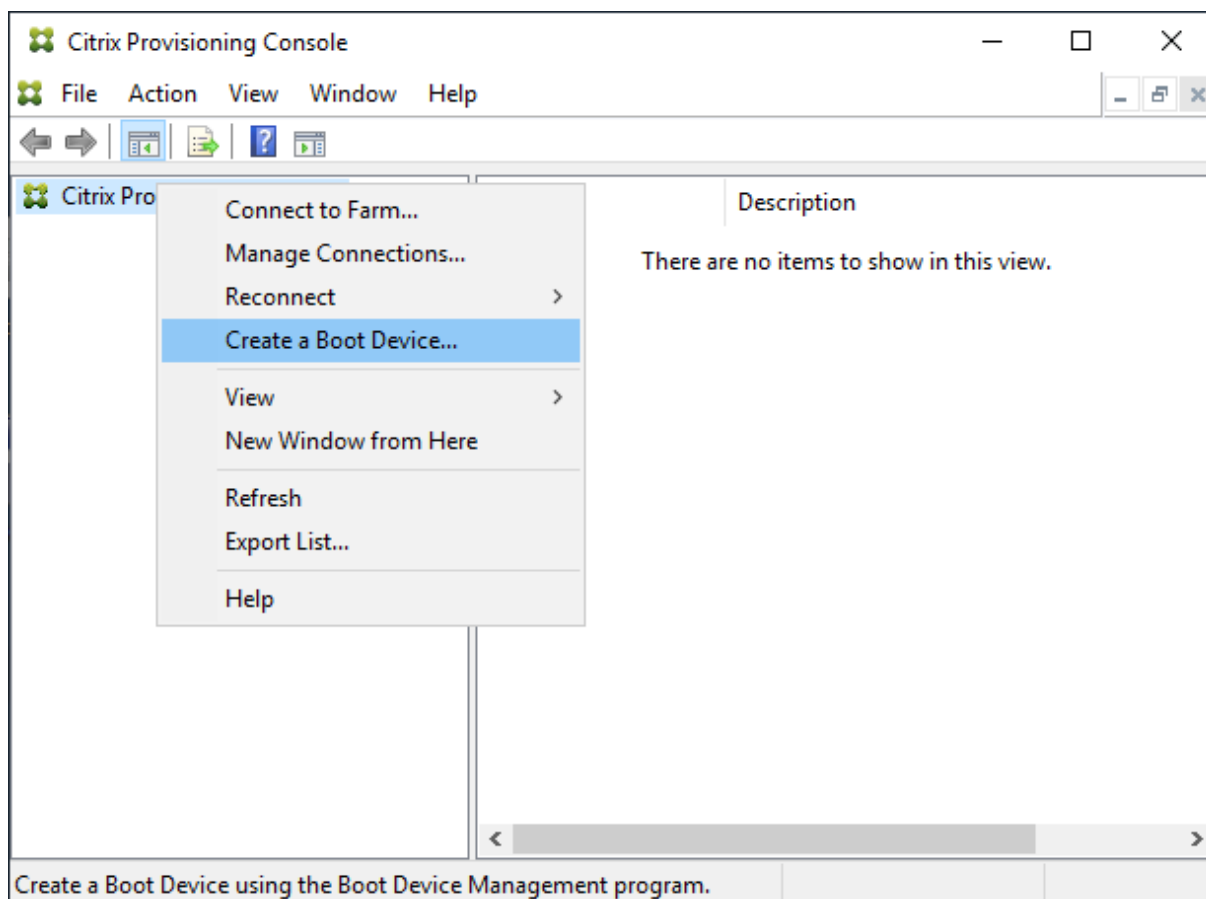 Citrix Provisioning Console
File Action View Window Help
Citrix Pro
Description
Connect to Farm...
There are no items to show in this view.
Manage Connections...
Reconnect
Create a Boot Device...
View
New Window from Here
Refresh
Export List...
Help
Create a Boot Device using the Boot Device Management program.